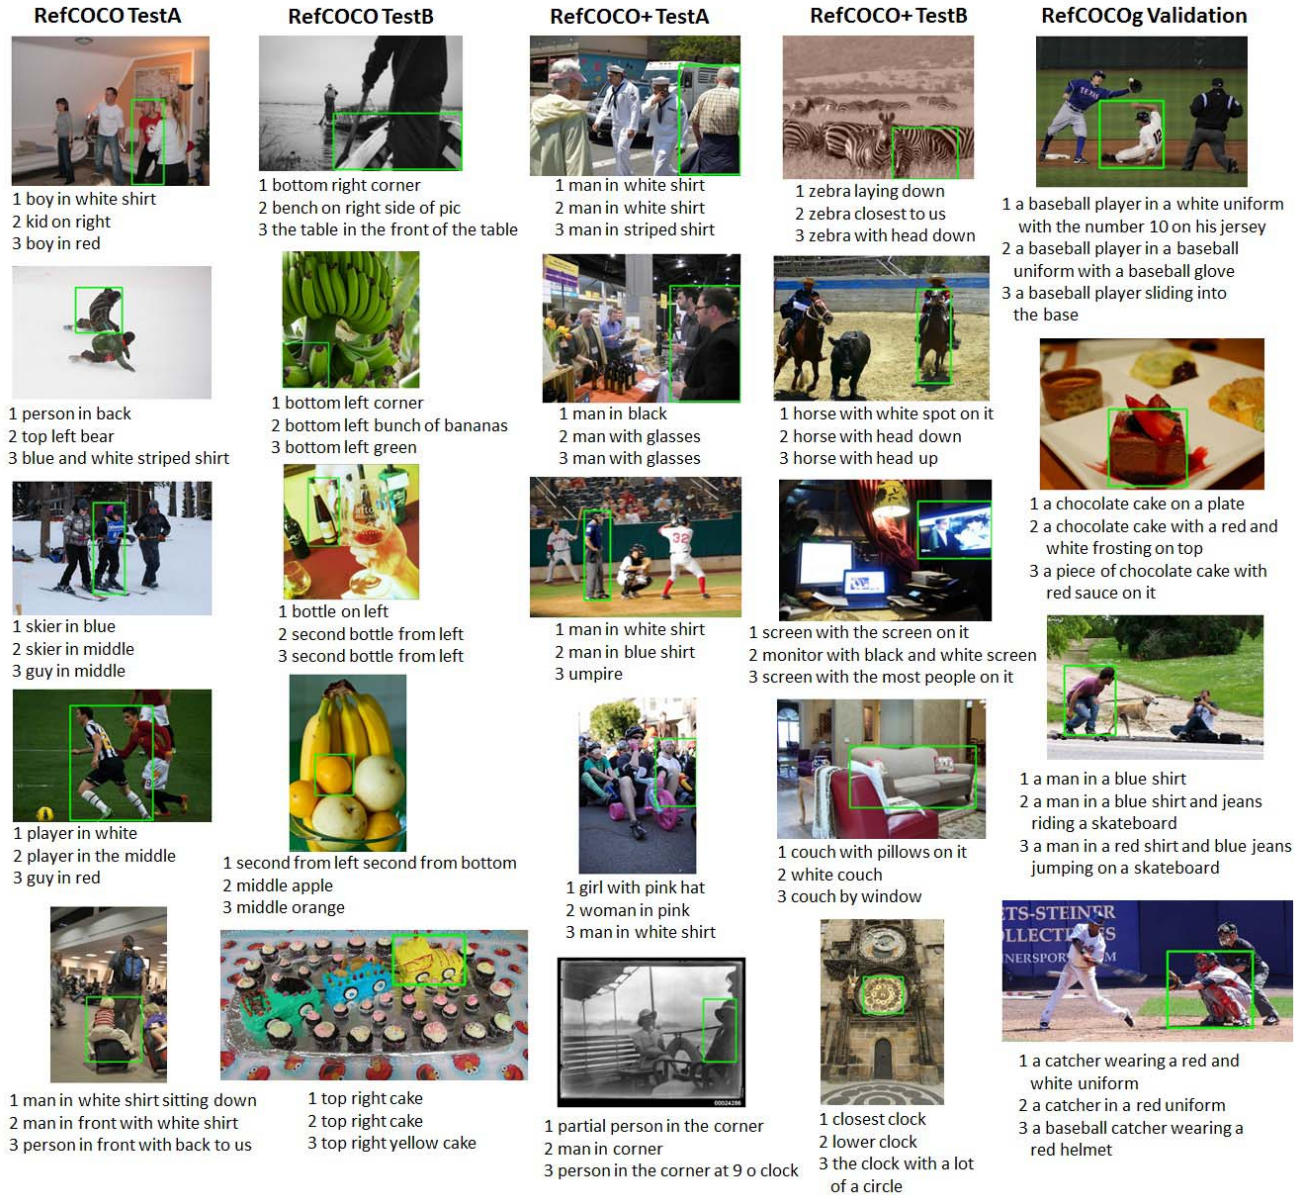 RefCOCO TestA
1 boy in white shirt
2 kid on right
3 boy in red
1 person in back
2 top left bear
3 blue and white striped shirt
1 skier in blue
2 skier in middle
3 guy in middle
1 player in white
2 player in the middle
3 guy in red
1 man in white shirt sitting down
2 man in front with white shirt
3 person in front with back to us
RefCOCO TestB
1 bottom right corner
2 bench on right side of pic
3 the table in the front of the table
1 bottom left corner
2 bottom left bunch of bananas
3 bottom left green
1 bottle on left
2 second bottle from left
3 second bottle from left
1 second from left second from bottom
2 middle apple
3 middle orange
1 top right cake
2 top right cake
3 top right yellow cake
RefCOCO+ TestA
1 man in white shirt
2 man in white shirt
3 man in striped shirt
1 man in black
2 man with glasses
3 man with glasses
32
1 man in white shirt
2 man in blue shirt
3 umpire
1 girl with pink hat
2 woman in pink
3 man in white shirt
00024286
1 partial person in the corner
2 man in corner
3 person in the corner at 9 o clock
RefCOCO+ TestB
1 zebra laying down
2 zebra closest to us
3 zebra with head down
1 horse with white spot on it
2 horse with head down
3 horse with head up
1 screen with the screen on it
2 monitor with black and white screen
3 screen with the most people on it
1 couch with pillows on it
2 white couch
3 couch by window
1 closest clock
2 lower clock
3 the clock with a lot
of a circle
RefCOCOg Validation
TEXAS
12
1 a baseball player in a white uniform
with the number 10 on his jersey
2 a baseball player in a baseball
uniform with a baseball glove
3 a baseball player sliding into
the base
1 a chocolate cake on a plate
2 a chocolate cake with a red and
white frosting on top
3 a piece of chocolate cake with
red sauce on it
1 a man in a blue shirt
2 a man in a blue shirt and jeans
riding a skateboard
3 a man in a red shirt and blue jeans
jumping on a skateboard
ETS-STEINER
LLECT ES
NERSPOR M
1 a catcher wearing a red and
white uniform
2 a catcher in a red uniform
3 a baseball catcher wearing a
red helmet